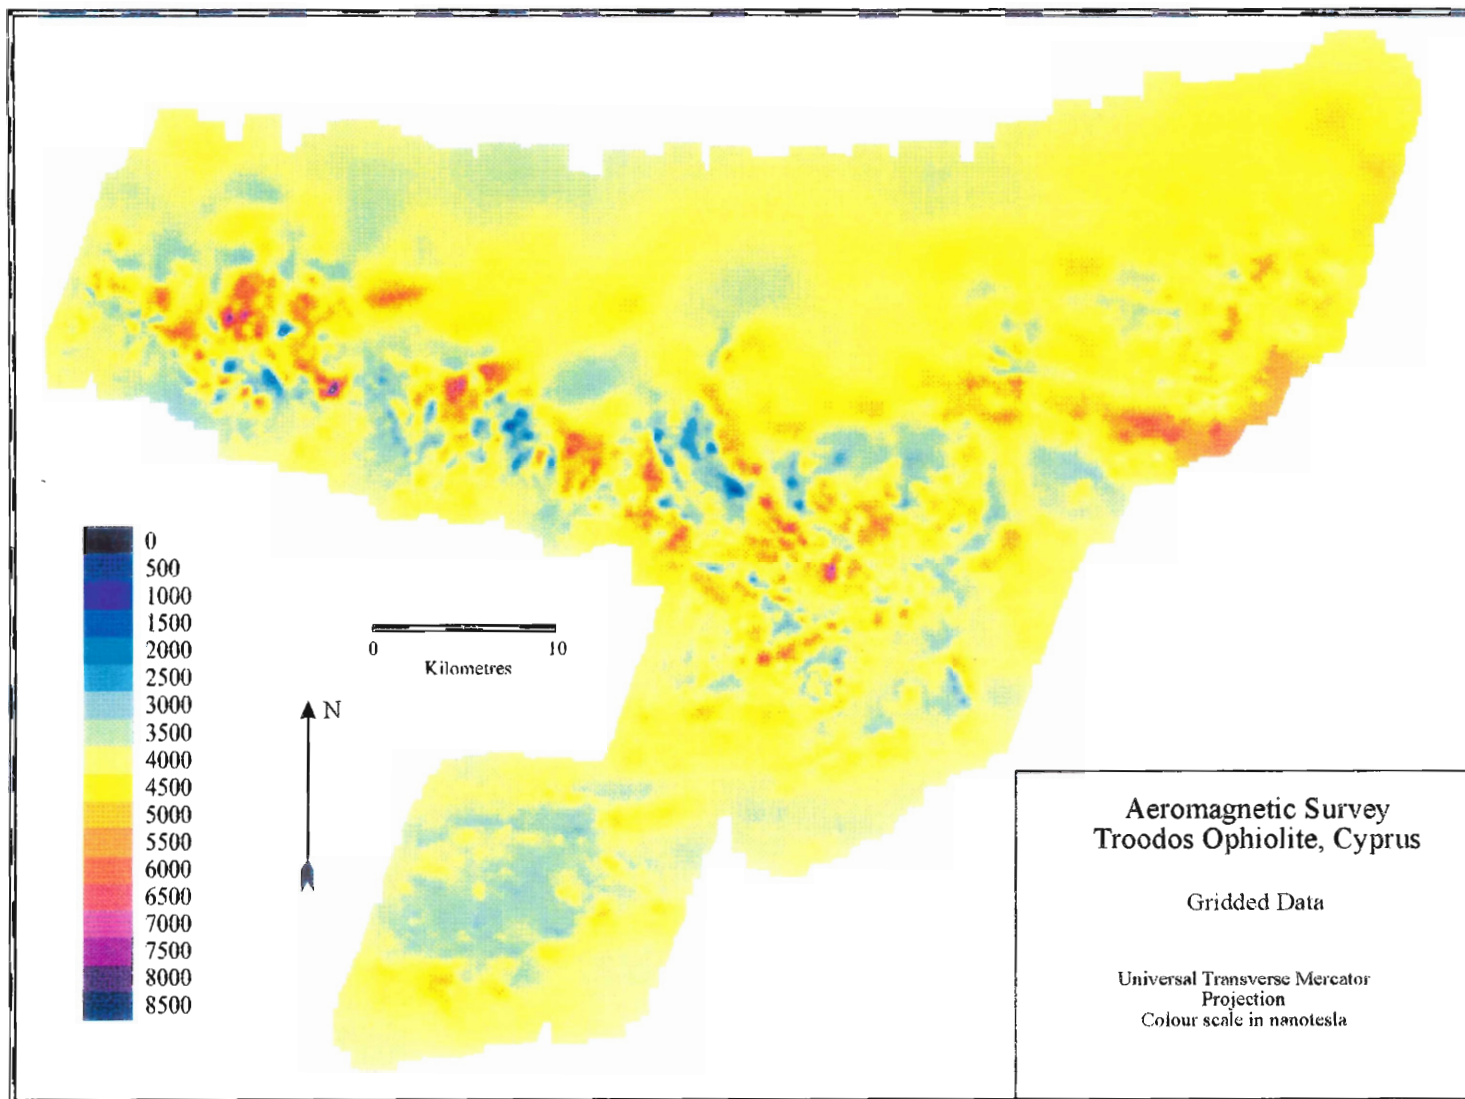 0
500
1000
1500
2000
2500
3000
3500
4000
4500
5000
5500
6000
6500
7000
7500
8000
8500
0 10
Kilometres
N
Aeromagnetic Survey
Troodos Ophiolite, Cyprus
Gridded Data
Universal Transverse Mercator
Projection
Colour scale in nanotesla